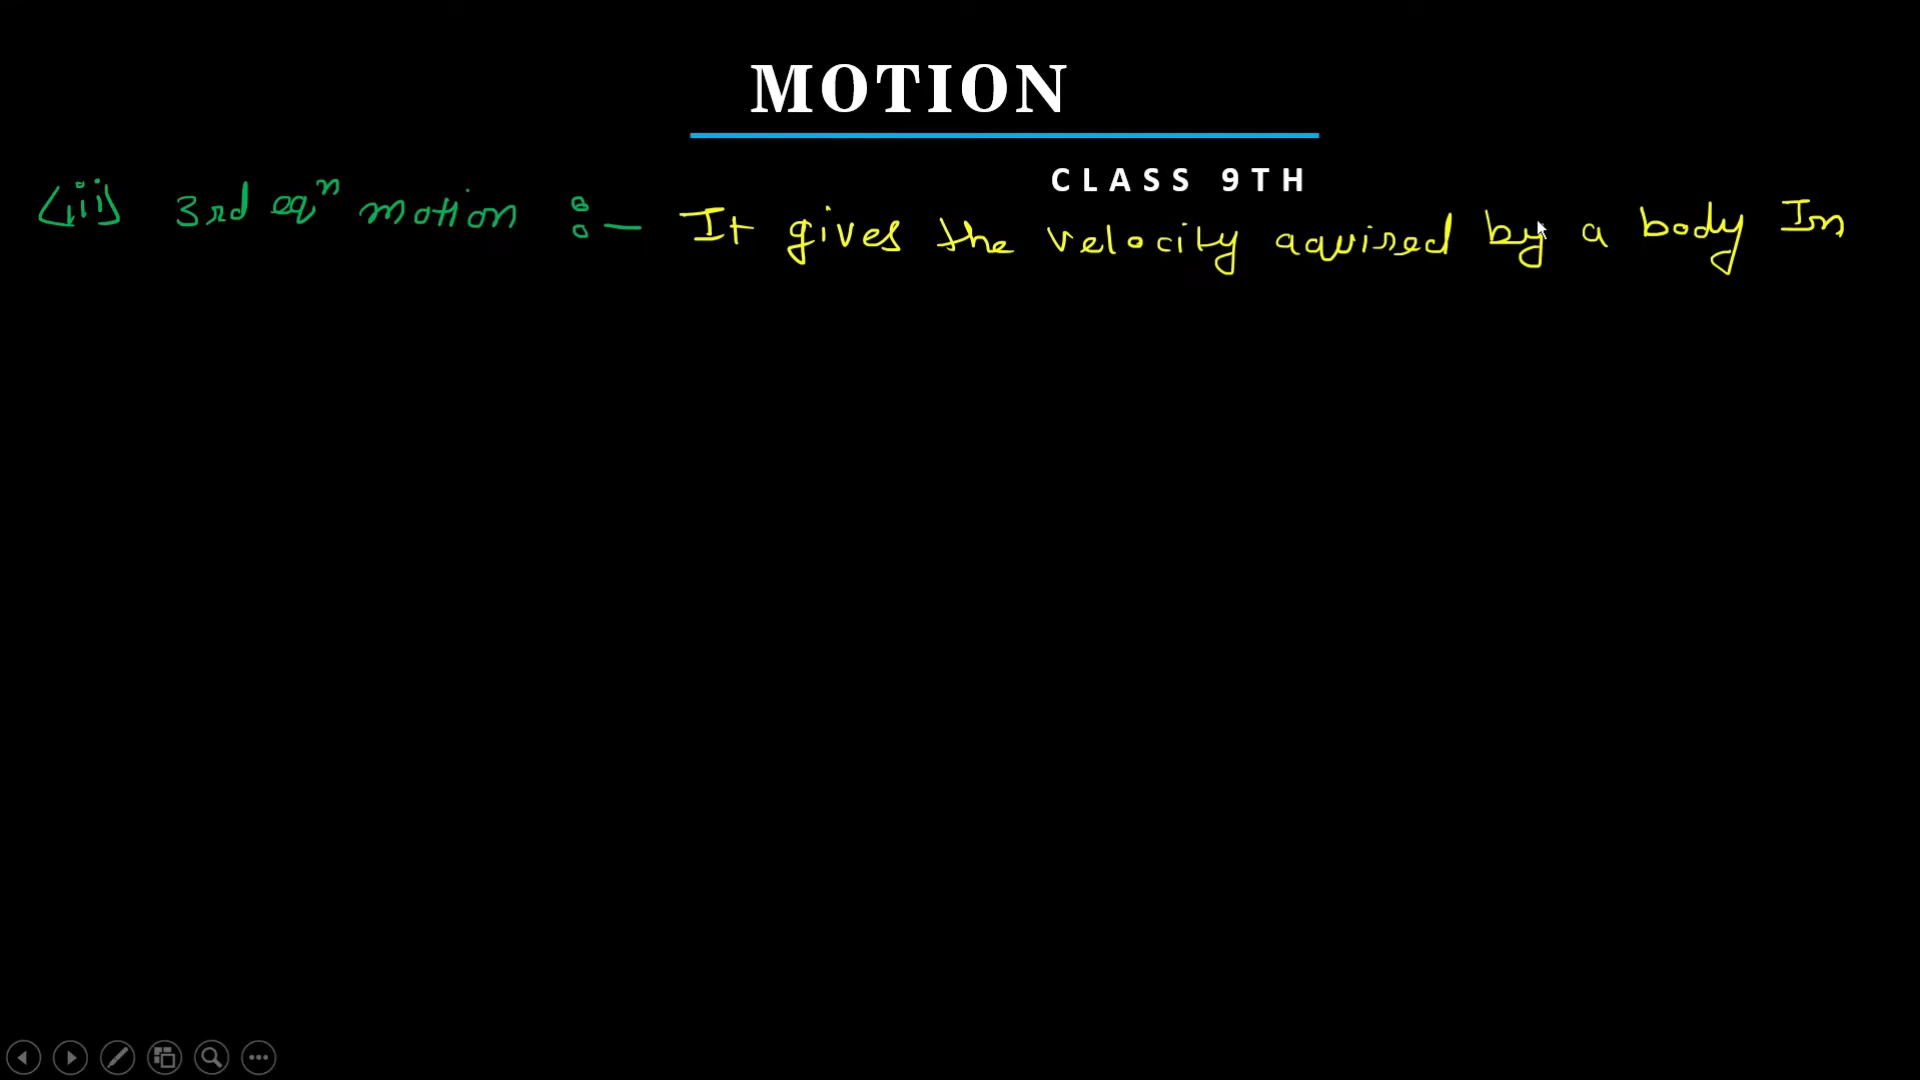 MOTION
CLASS 9TH
(iii) 3rd eqⁿ motion :- It gives the velocity aquired by a body In